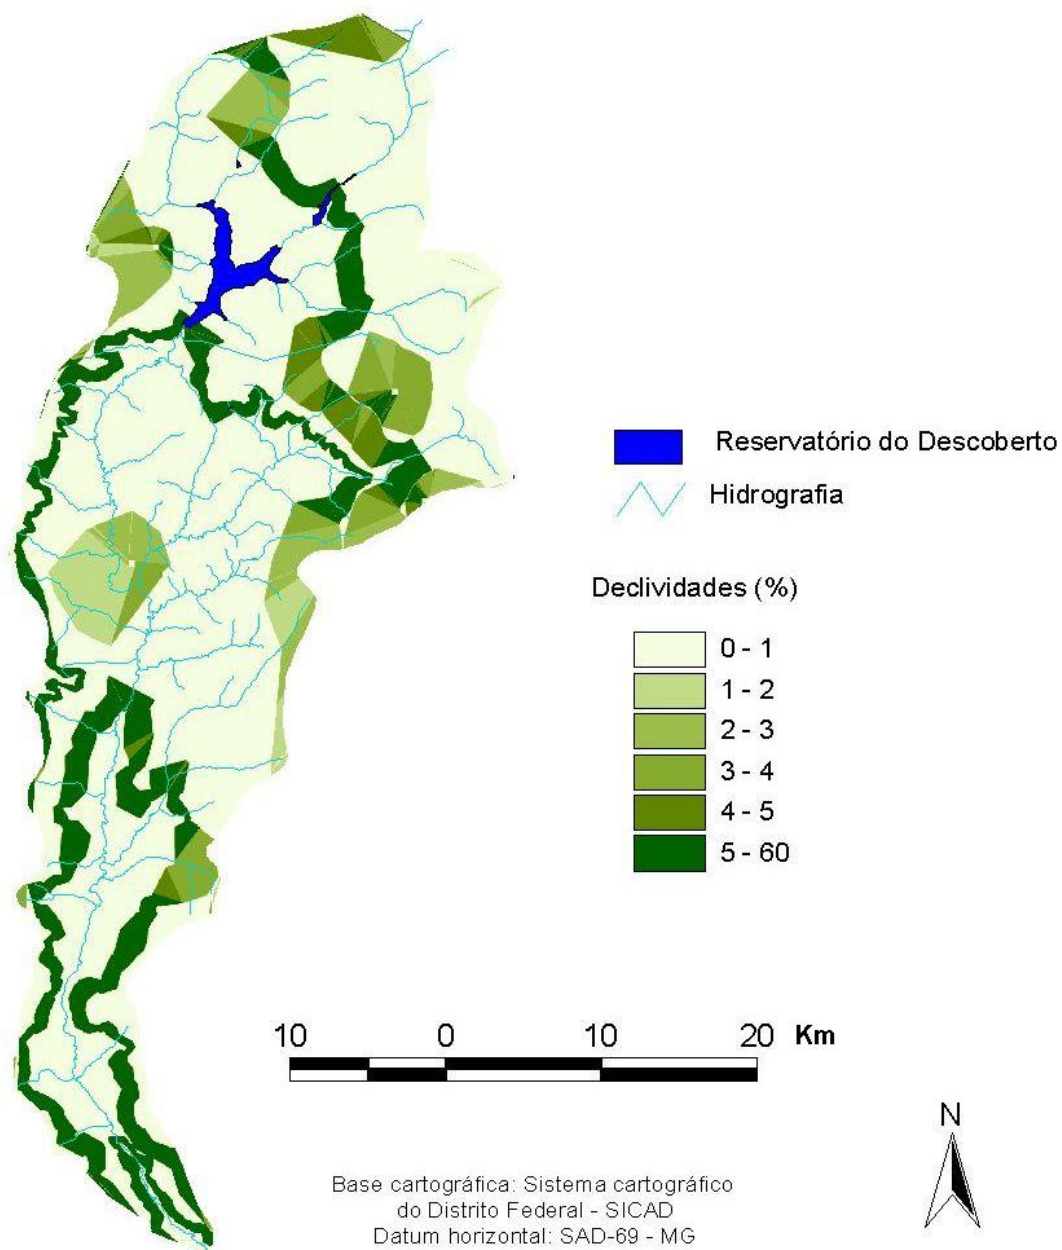 Reservatório do Descoberto
Hidrografia
Declividades (%)
0 - 1
1 - 2
2 - 3
3 - 4
4 - 5
5 - 60
10 0 10 20 Km
N
Base cartográfica: Sistema cartográfico
do Distrito Federal - SICAD
Datum horizontal: SAD-69 - MG